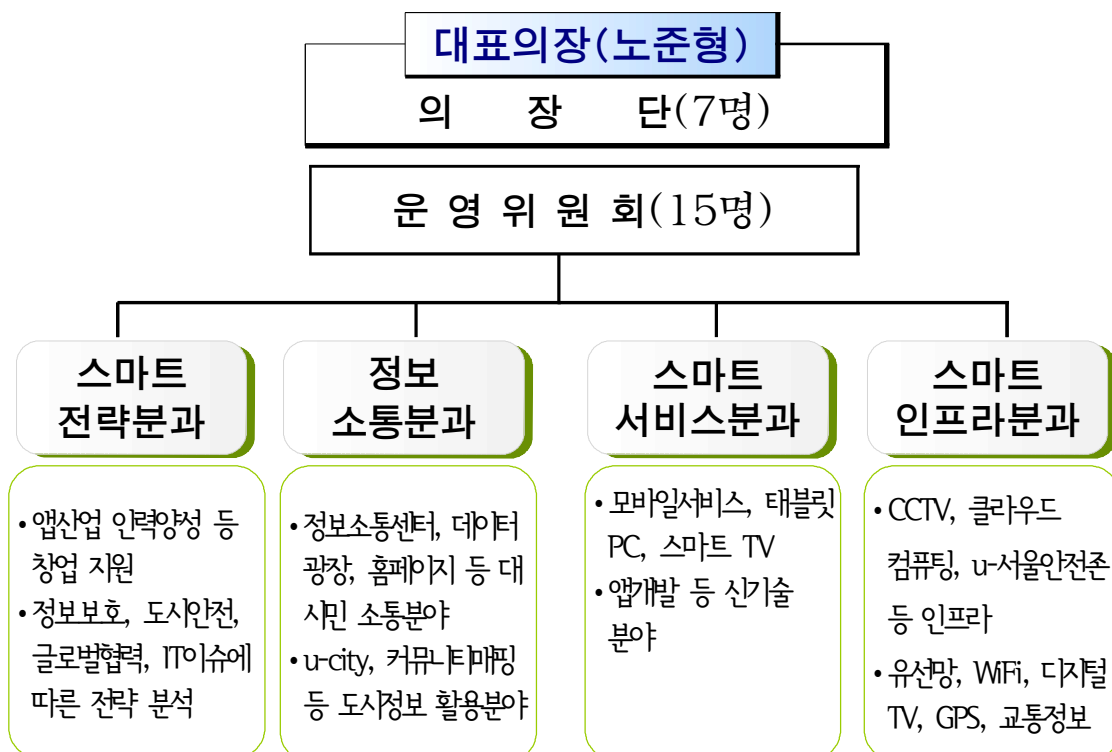 대표의장(노준형)
의 장 단(7명)
운 영 위 원 회(15명)
스마트
전략분과
정보
소통분과
스마트
서비스분과
스마트
인프라분과
• 앱산업 인력양성 등
창업 지원
• 정보보호, 도시안전,
글로벌협력, IT이슈에
따른 전략 분석
• 정보소통센터, 데이터
광장, 홈페이지 등 대
시민 소통분야
• u-city, 커뮤니티매핑
등 도시정보 활용분야
• 모바일서비스, 태블릿
PC, 스마트 TV
• 앱개발 등 신기술
분야
• CCTV, 클라우드
컴퓨팅, u-서울안전존
등 인프라
• 유선망, WiFi, 디지털
TV, GPS, 교통정보